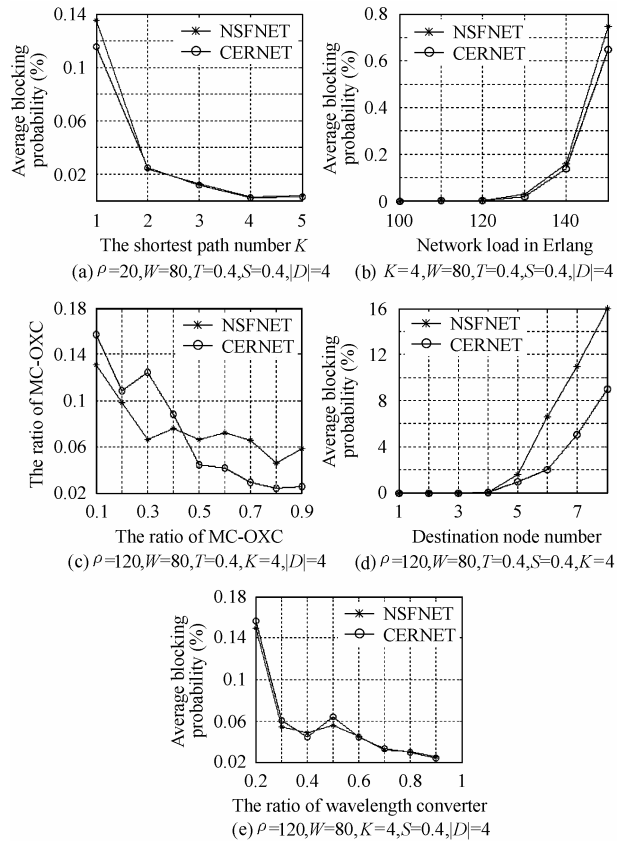 0.14
0.1
0.06
0.02
Average blocking
probability (%)
NSFNET
CERNET
1 2 3 4 5
The shortest path number K
(a) ρ=20,W=80,T=0.4,S=0.4,|D|=4
0.8
0.6
0.4
0.2
0
Average blocking
probability (%)
NSFNET
CERNET
100 120 140
Network load in Erlang
(b) K=4,W=80,T=0.4,S=0.4,|D|=4
0.18
0.14
0.1
0.06
0.02
The ratio of MC-OXC
NSFNET
CERNET
0.1 0.3 0.5 0.7 0.9
The ratio of MC-OXC
(c) ρ=120,W=80,T=0.4,K=4,|D|=4
16
12
8
4
0
Average blocking
probability (%)
NSFNET
CERNET
1 3 5 7
Destination node number
(d) ρ=120,W=80,T=0.4,S=0.4,K=4
0.18
0.14
0.1
0.06
0.02
Average blocking
probability (%)
NSFNET
CERNET
0.2 0.4 0.6 0.8 1
The ratio of wavelength converter
(e) ρ=120,W=80,K=4,S=0.4,|D|=4